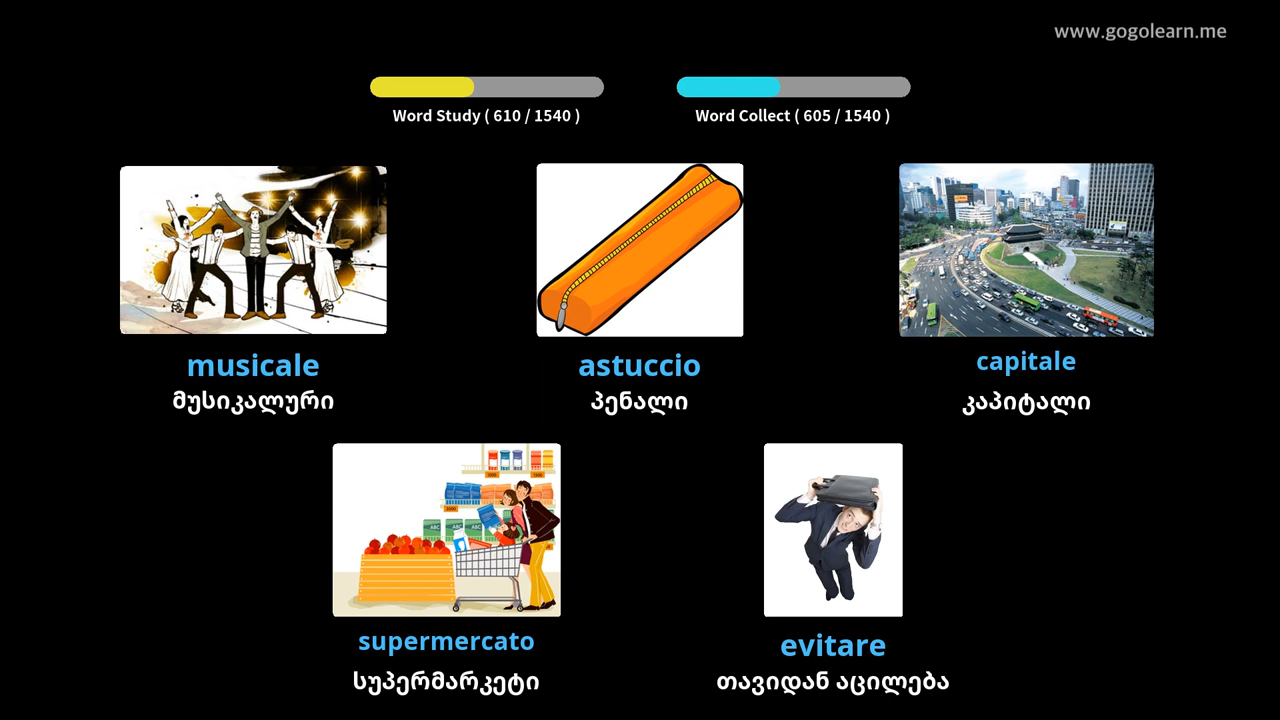 www.gogolearn.me
Word Study ( 610 / 1540 )
Word Collect ( 605 / 1540 )
musicale
მუსიკალური
astuccio
პენალი
capitale
კაპიტალი
supermercato
სუპერმარკეტი
evitare
თავიდან აცილება